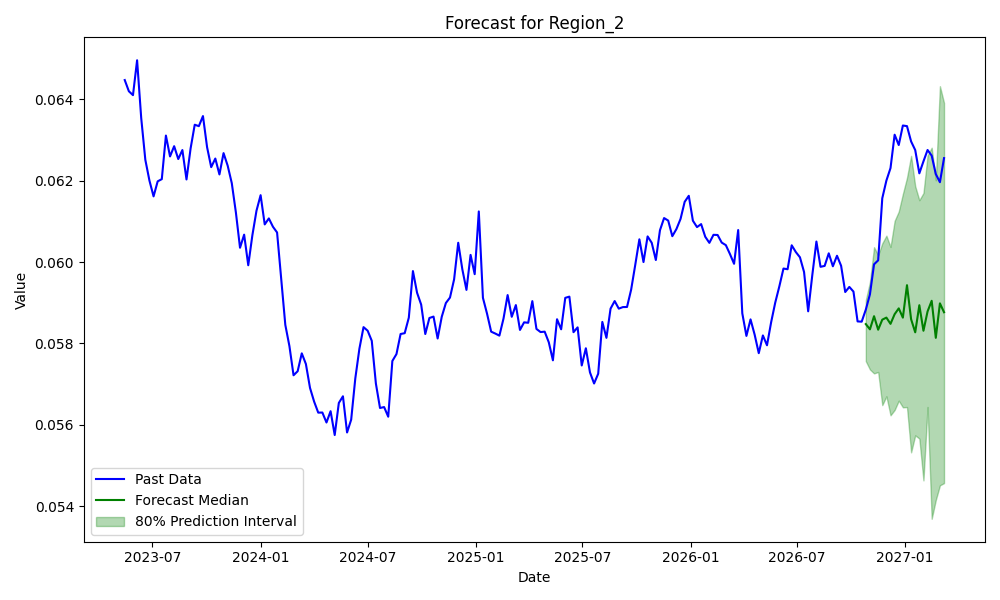 Forecast for Region_2
Value
0.064
0.062
0.060
0.058
0.056
0.054
Past Data
Forecast Median
80% Prediction Interval
2023-07
2024-01
2024-07
2025-01
2025-07
2026-01
2026-07
2027-01
Date